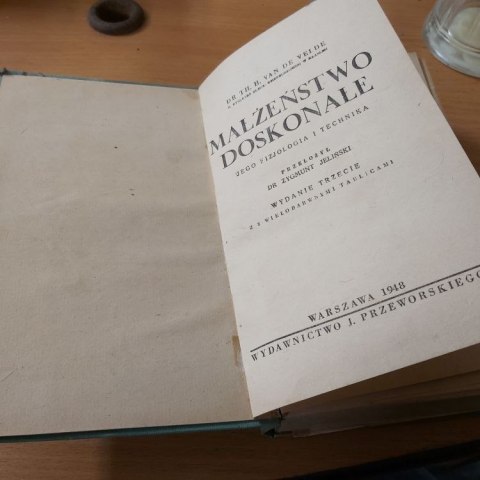 DR TH. H. VAN DE VELDE
MAŁŻEŃSTWO
DOSKONAŁE
JEGO FIZJOLOGIA I TECHNIKA
PRZEŁOŻYŁ
DR ZYGMUNT JELIŃSKI
WYDANIE TRZECIE
Z 8 WIELOBARWNYMI TABLICAMI
WARSZAWA 1948
WYDAWNICTWO J. PRZEWORSKIEGO